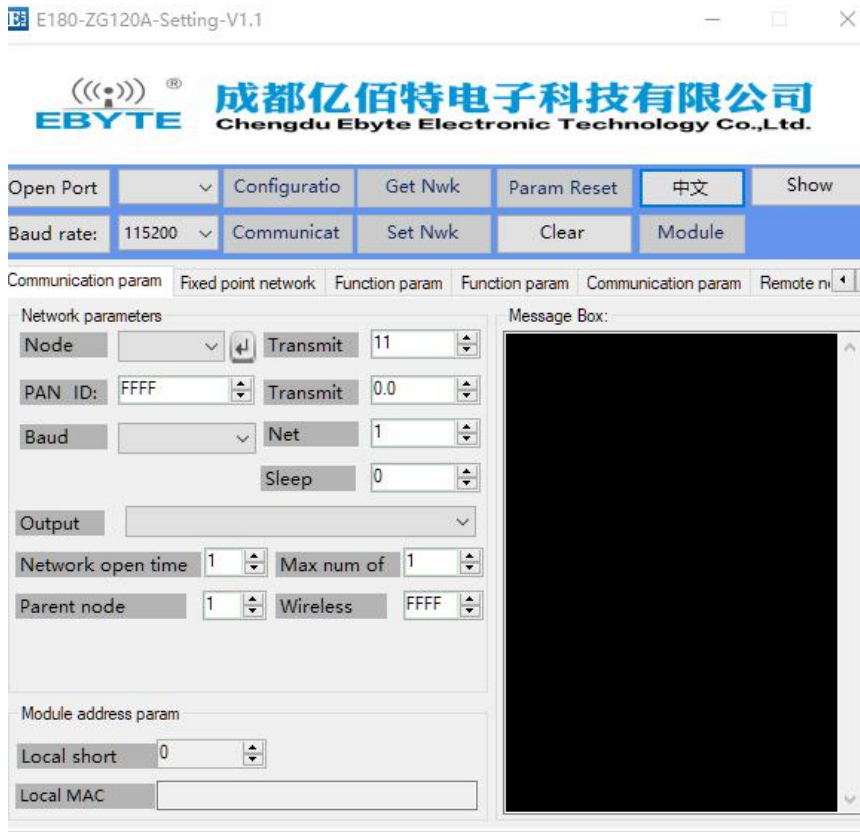 E180-ZG120A-Setting-V1.1
EBYTE ®
成都亿佰特电子科技有限公司
Chengdu Ebyte Electronic Technology Co.,Ltd.
Open Port Configuratio Get Nwk Param Reset 中文 Show
Baud rate: 115200 Communicat Set Nwk Clear Module
Communication param Fixed point network Function param Function param Communication param Remote n
Network parameters Message Box:
Node Transmit 11
PAN ID: FFFF Transmit 0.0
Baud Net 1
Sleep 0
Output
Network open time 1 Max num of 1
Parent node 1 Wireless FFFF
Module address param
Local short 0
Local MAC